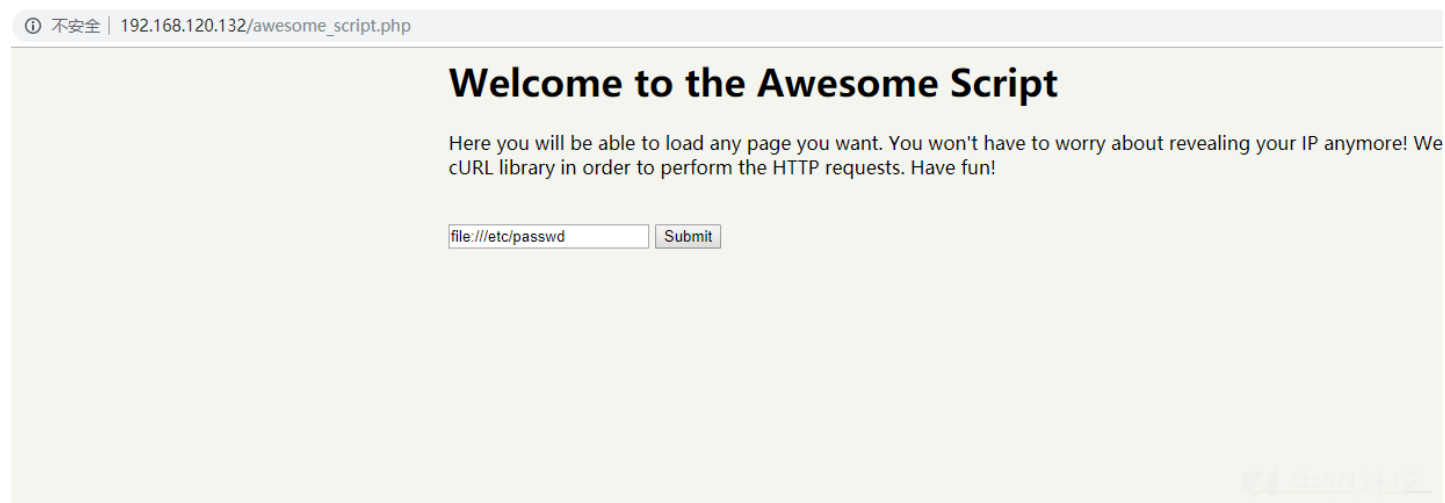 不安全 | 192.168.120.132/awesome_script.php
Welcome to the Awesome Script
Here you will be able to load any page you want. You won't have to worry about revealing your IP anymore! We
cURL library in order to perform the HTTP requests. Have fun!
file:///etc/passwd Submit